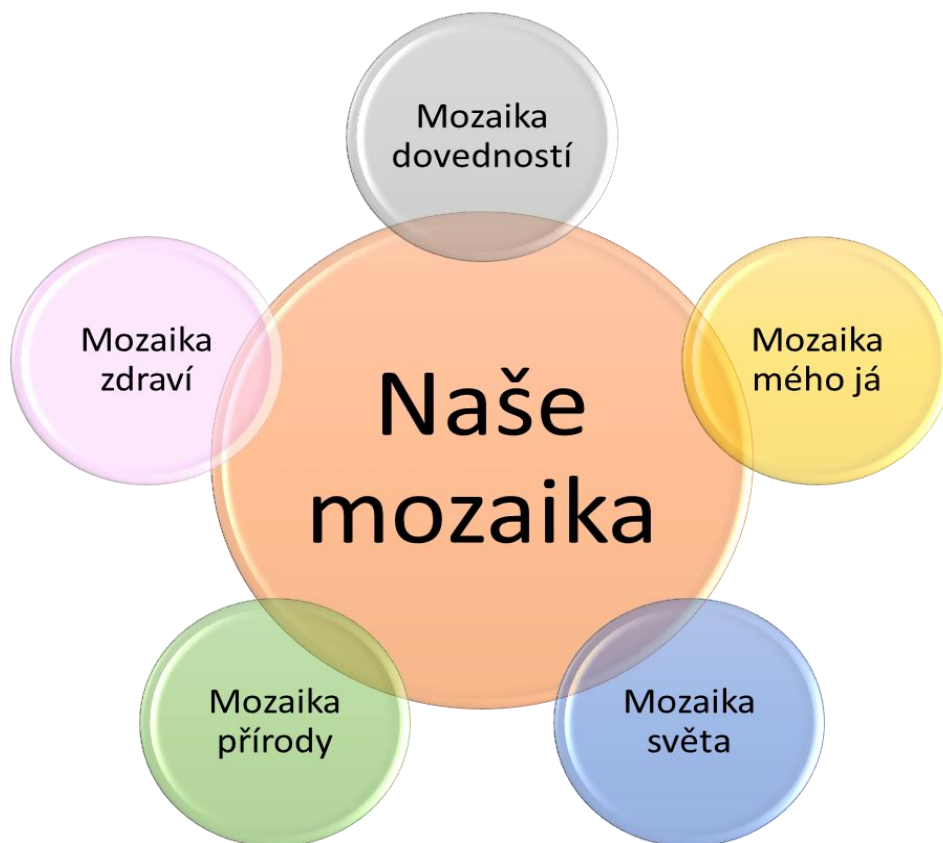 Mozaika
dovedností
Mozaika
zdraví
Mozaika
mého já
Naše
mozaika
Mozaika
přírody
Mozaika
světa